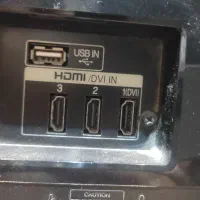 USB IN
HDMI /DVI IN
3 2 1(DVI)
CAUTION